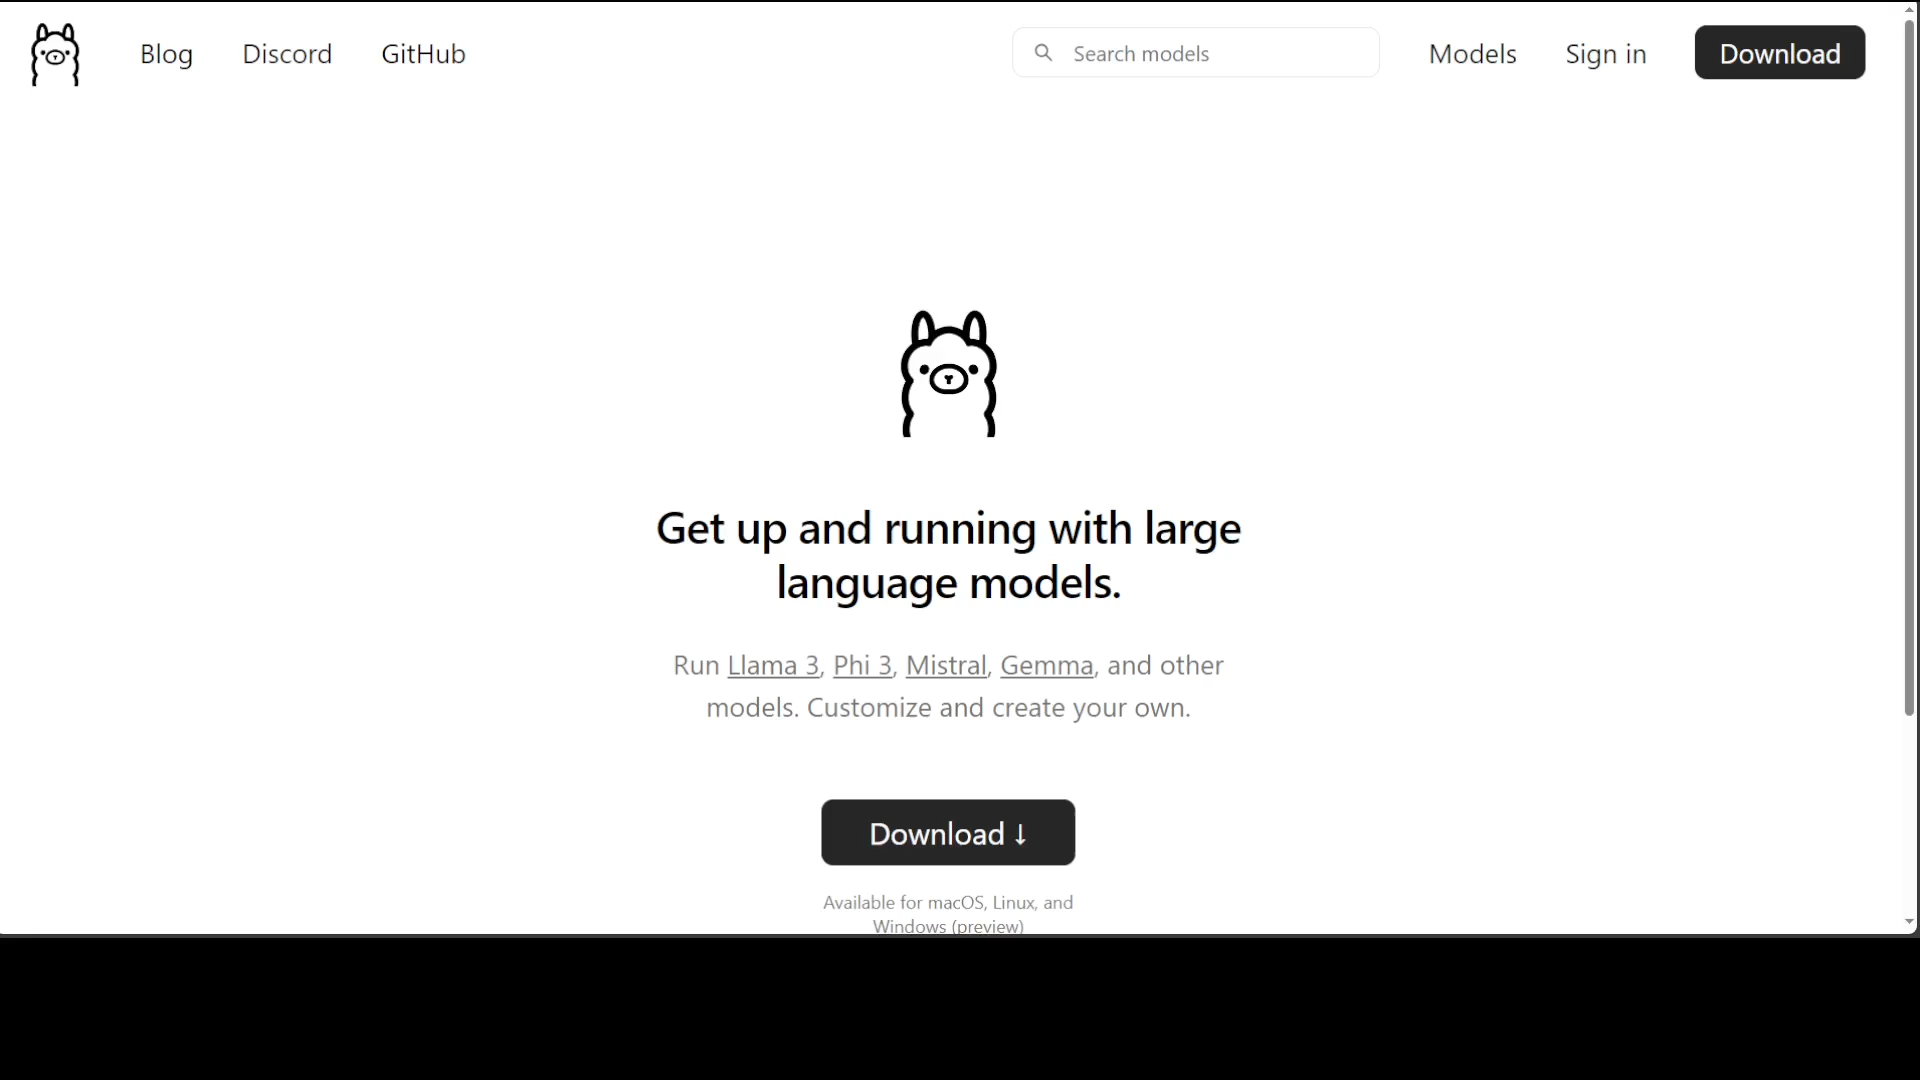 Blog Discord GitHub Search models Models Sign in Download
Get up and running with large
language models.
Run Llama 3, Phi 3, Mistral, Gemma, and other
models. Customize and create your own.
Download ↓
Available for macOS, Linux, and
Windows (preview)